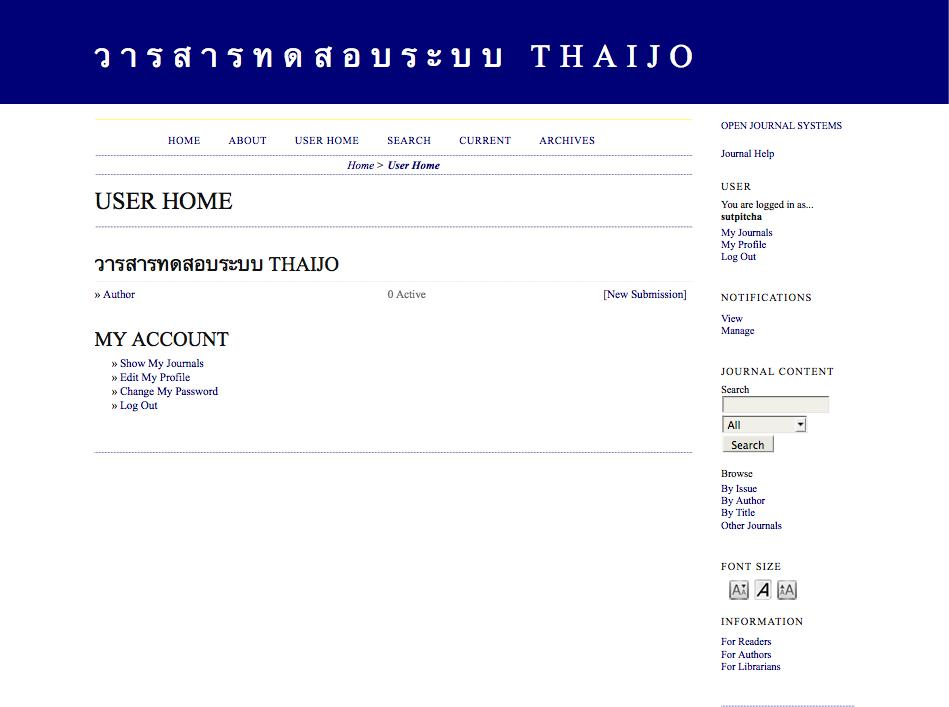 วารสารทดสอบระบบ THAIJO
HOME ABOUT USER HOME SEARCH CURRENT ARCHIVES
Home > User Home
USER HOME
วารสารทดสอบระบบ THAIJO
» Author 0 Active [New Submission]
MY ACCOUNT
» Show My Journals
» Edit My Profile
» Change My Password
» Log Out
OPEN JOURNAL SYSTEMS
Journal Help
USER
You are logged in as...
sutpitcha
My Journals
My Profile
Log Out
NOTIFICATIONS
View
Manage
JOURNAL CONTENT
Search
All
Search
Browse
By Issue
By Author
By Title
Other Journals
FONT SIZE
A A A
INFORMATION
For Readers
For Authors
For Librarians